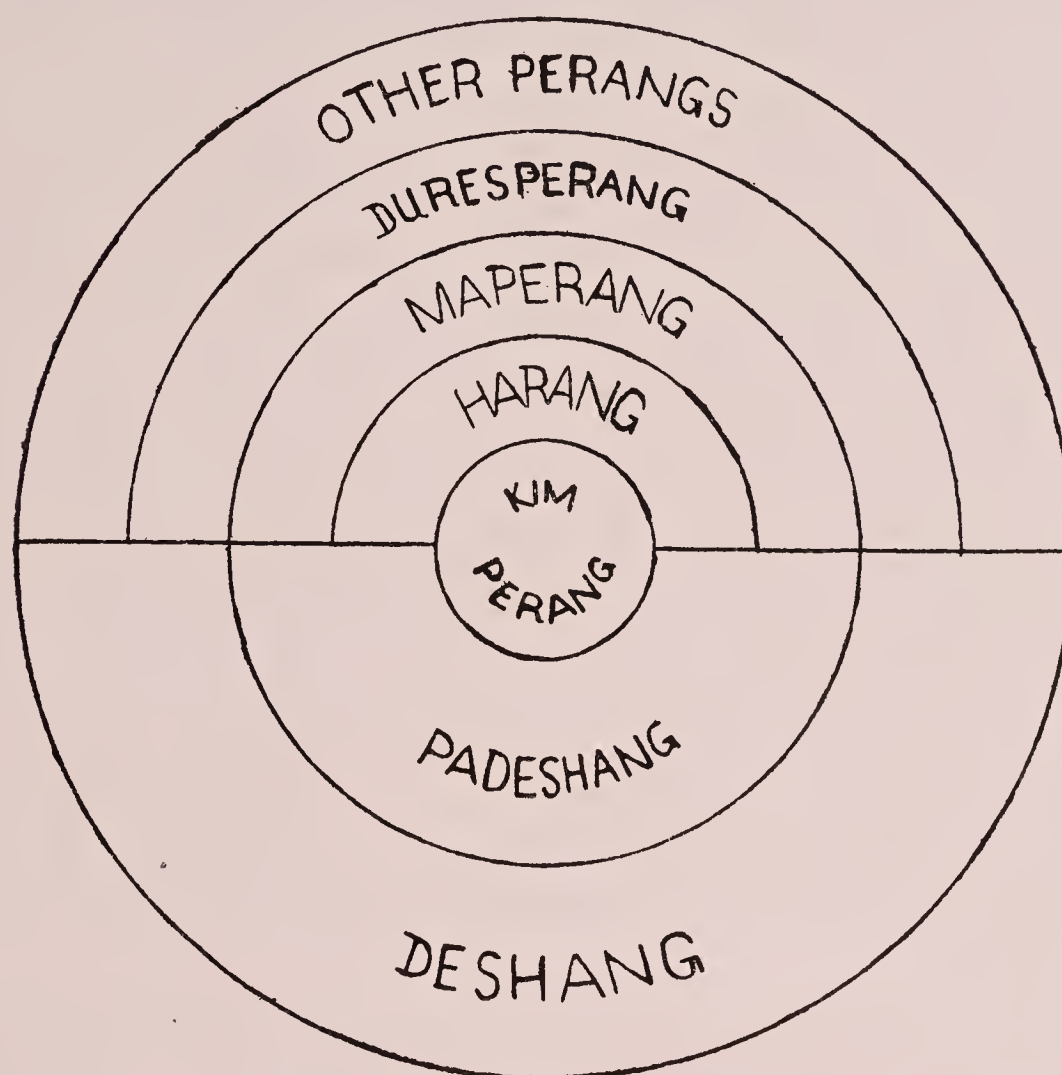 OTHER PERANGS
DURESPERANG
MAPERANG
HARANG
KIM
PERANG
PADESHANG
DESHANG